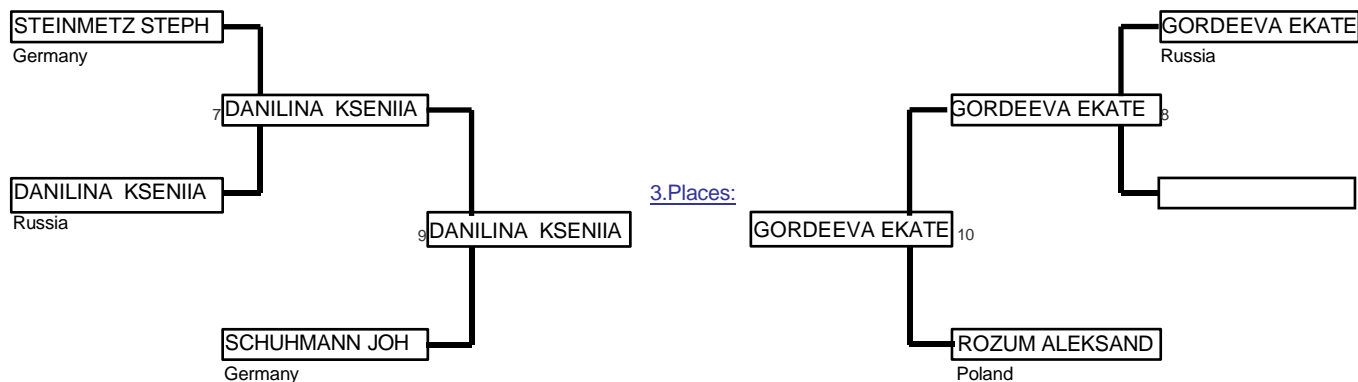 STEINMETZ STEPH
Germany
7 DANILINA KSENIIA
DANILINA KSENIIA
Russia
9 DANILINA KSENIIA
SCHUHMANN JOH
Germany
3.Places:
GORDEEVA EKATE
Russia
GORDEEVA EKATE 8
GORDEEVA EKATE 10
ROZUM ALEKSAND
Poland